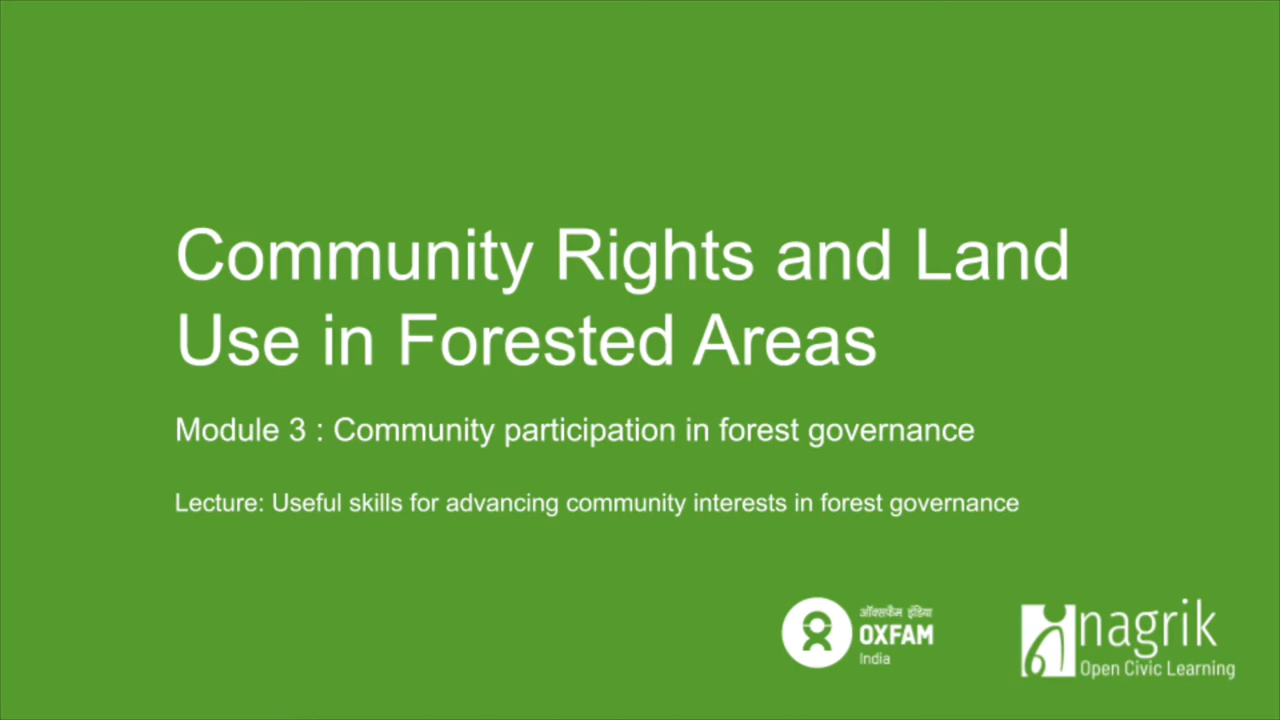 Community Rights and Land
Use in Forested Areas
Module 3 : Community participation in forest governance
Lecture: Useful skills for advancing community interests in forest governance
ऑक्सफैम इंडिया
OXFAM
India
nagrik
Open Civic Learning